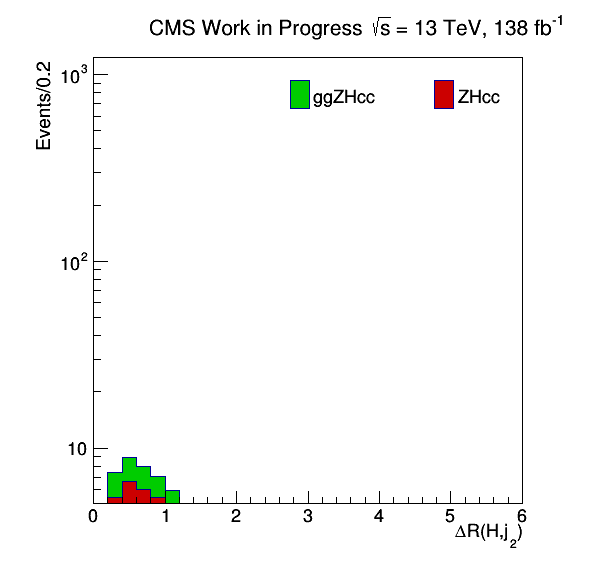 CMS Work in Progress √s = 13 TeV, 138 fb⁻¹
Events/0.2
10³
10²
10
ggZHcc
ZHcc
0 1 2 3 4 5 6
ΔR(H,j₂)